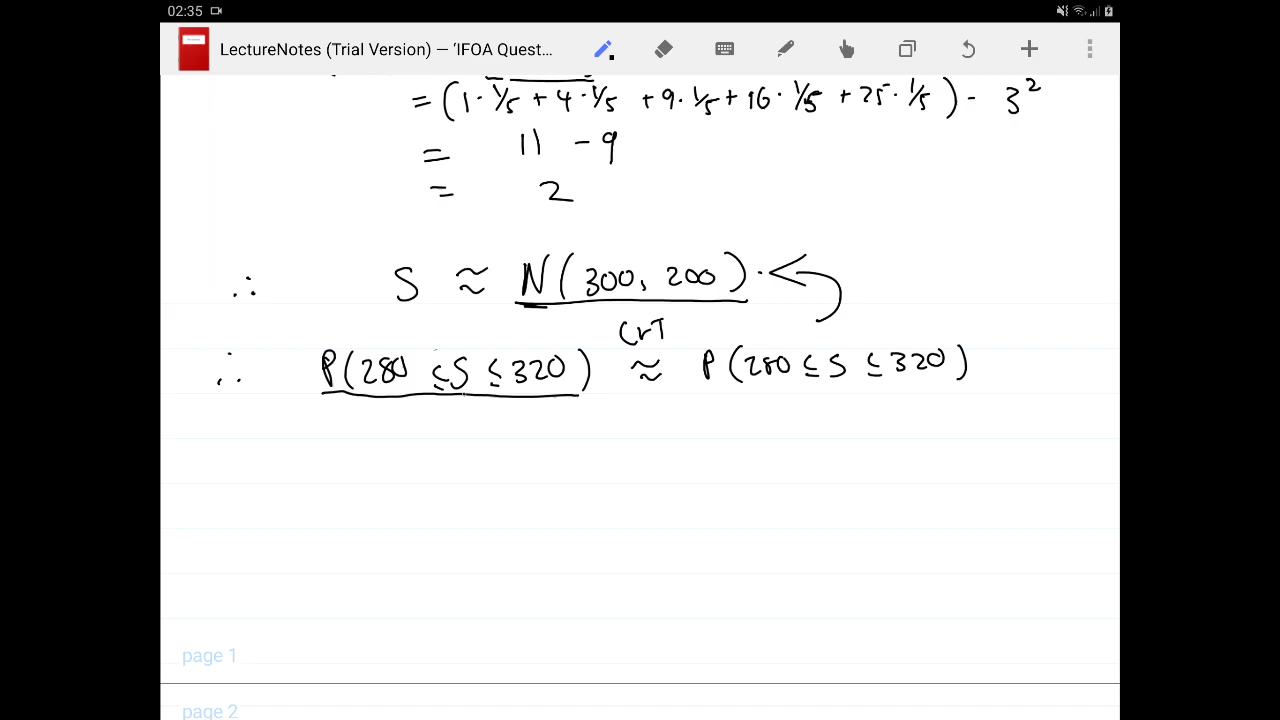 02:35
LectureNotes (Trial Version) — ‘IFOA Quest…
= (1 · 1/5 + 4 · 1/5 + 9 · 1/5 + 16 · 1/5 + 25 · 1/5) - 3²
= 11 - 9
= 2
∴ S ≈ N(300, 200)
CLT
∴ P(280 ≤ S ≤ 320) ≈ P(280 ≤ S ≤ 320)
page 1
page 2